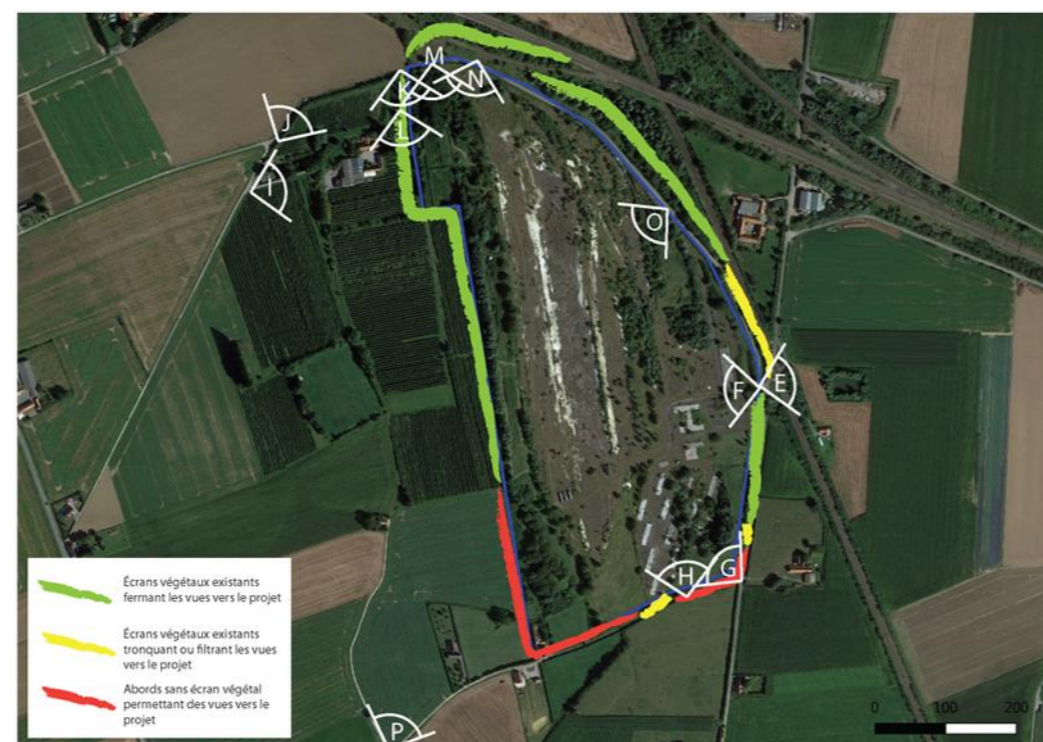 M
K
N
L
J
I
O
F
E
H
G
P
Écrans végétaux existants
fermant les vues vers le projet
Écrans végétaux existants
tronquant ou filtrant les vues
vers le projet
Abords sans écran végétal
permettant des vues vers le
projet
0 100 200